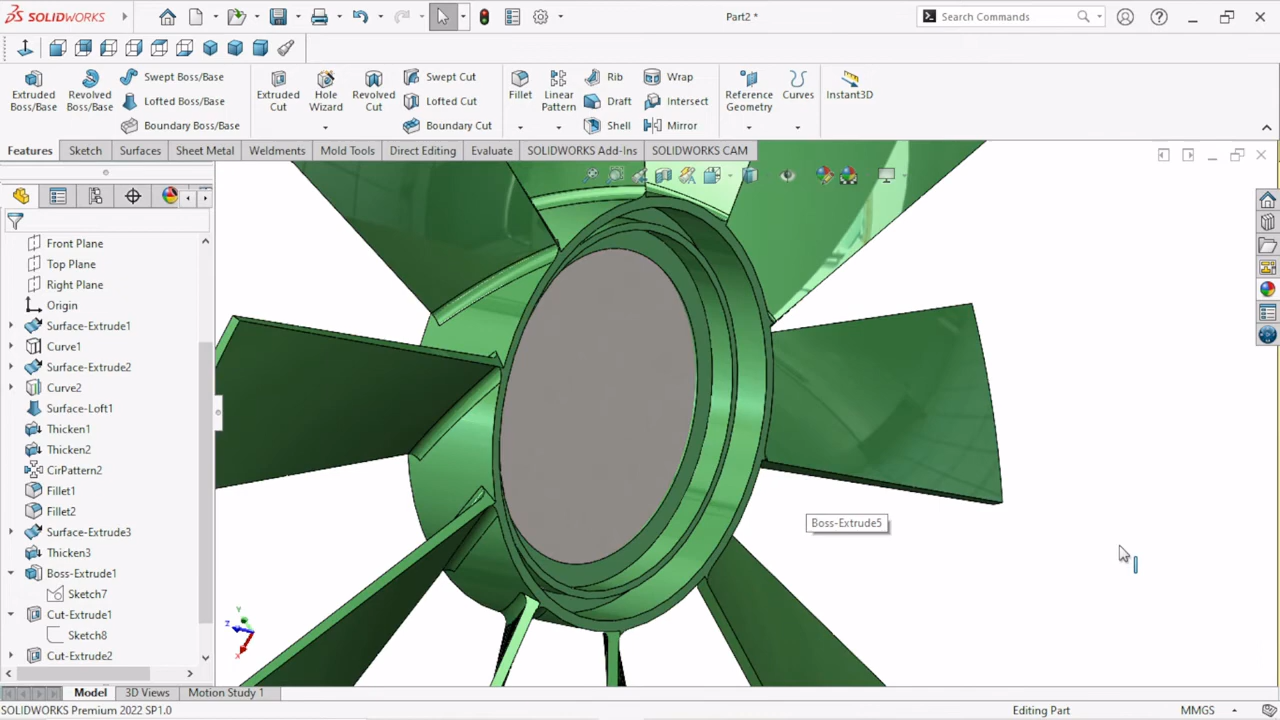 SOLIDWORKS
Part2 *
Search Commands
Extruded Boss/Base
Revolved Boss/Base
Swept Boss/Base
Lofted Boss/Base
Boundary Boss/Base
Extruded Cut
Hole Wizard
Revolved Cut
Swept Cut
Lofted Cut
Boundary Cut
Fillet
Linear Pattern
Rib
Draft
Shell
Wrap
Intersect
Mirror
Reference Geometry
Curves
Instant3D
Features Sketch Surfaces Sheet Metal Weldments Mold Tools Direct Editing Evaluate SOLIDWORKS Add-Ins SOLIDWORKS CAM
Front Plane
Top Plane
Right Plane
Origin
Surface-Extrude1
Curve1
Surface-Extrude2
Curve2
Surface-Loft1
Thicken1
Thicken2
CirPattern2
Fillet1
Fillet2
Surface-Extrude3
Thicken3
Boss-Extrude1
Sketch7
Cut-Extrude1
Sketch8
Cut-Extrude2
Boss-Extrude5
Y
Z
X
Model 3D Views Motion Study 1
SOLIDWORKS Premium 2022 SP1.0
Editing Part
MMGS